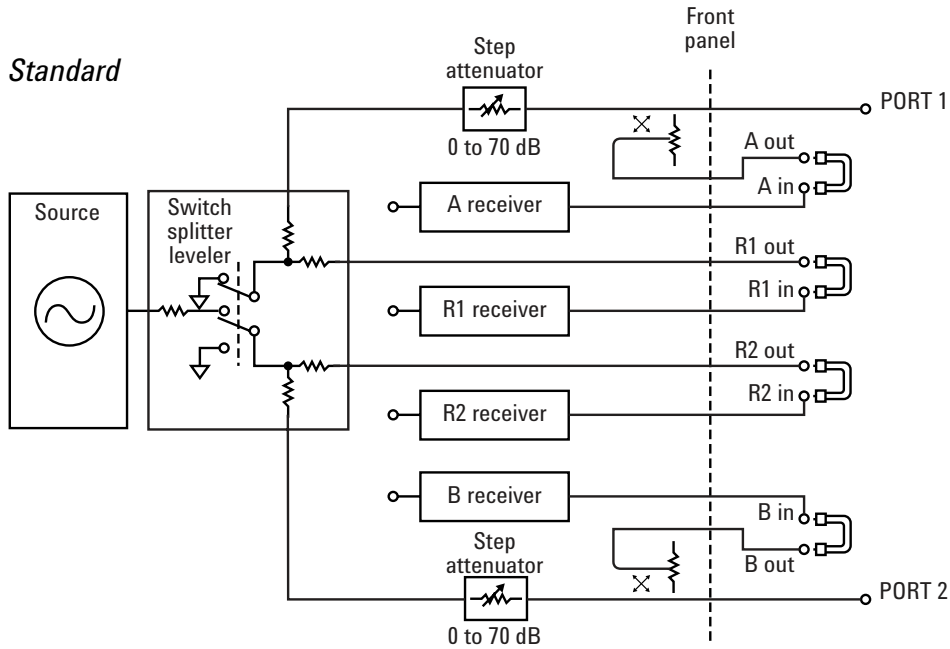 Standard
Front
panel
Step
attenuator
0 to 70 dB
PORT 1
A out
A in
A receiver
Source
Switch
splitter
leveler
R1 out
R1 in
R1 receiver
R2 out
R2 in
R2 receiver
B receiver
B in
B out
Step
attenuator
0 to 70 dB
PORT 2